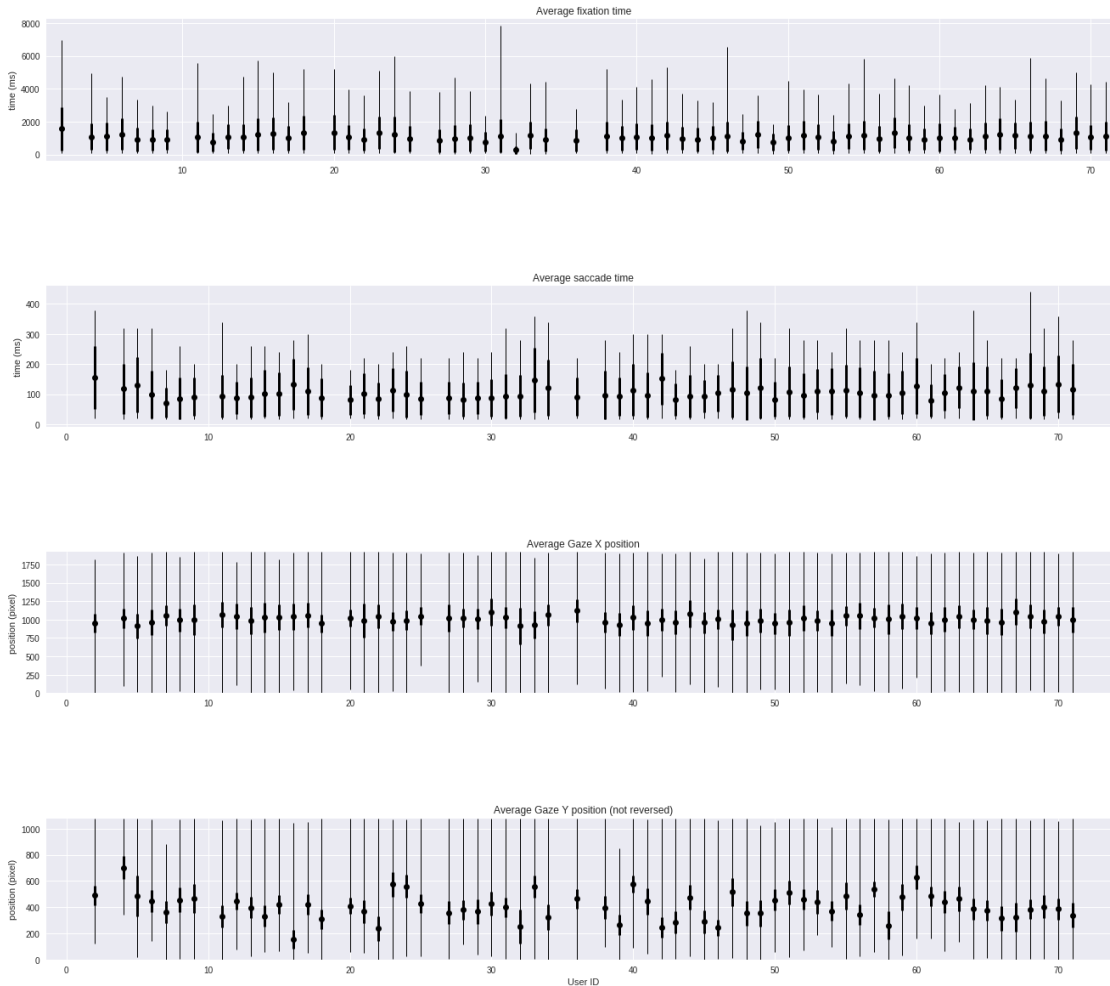 Average fixation time
8000
6000
4000
2000
0
time (ms)
10 20 30 40 50 60 70
Average saccade time
400
300
200
100
0
time (ms)
0 10 20 30 40 50 60 70
Average Gaze X position
1750
1500
1250
1000
750
500
250
0
position (pixel)
0 10 20 30 40 50 60 70
Average Gaze Y position (not reversed)
1000
800
600
400
200
0
position (pixel)
0 10 20 30 40 50 60 70
User ID